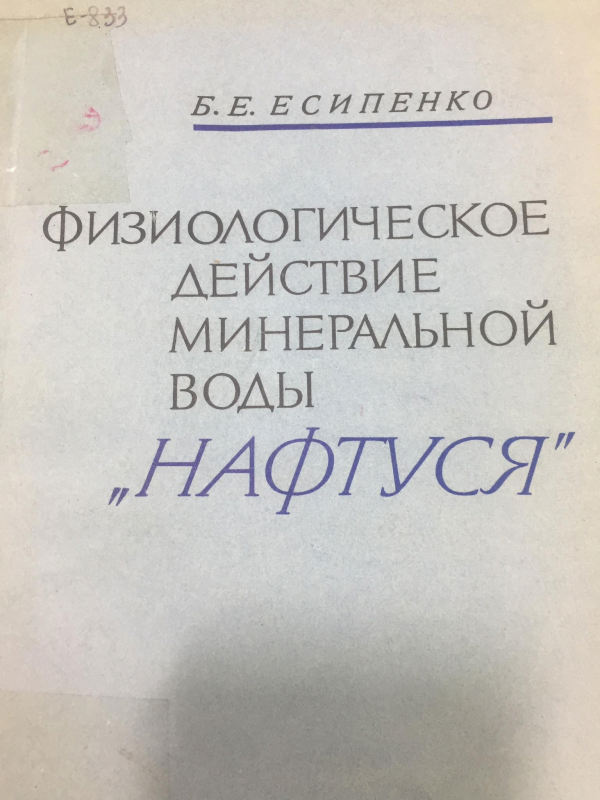 Е-833
Б. Е. ЕСИПЕНКО
ФИЗИОЛОГИЧЕСКОЕ
ДЕЙСТВИЕ
МИНЕРАЛЬНОЙ
ВОДЫ
„НАФТУСЯ"